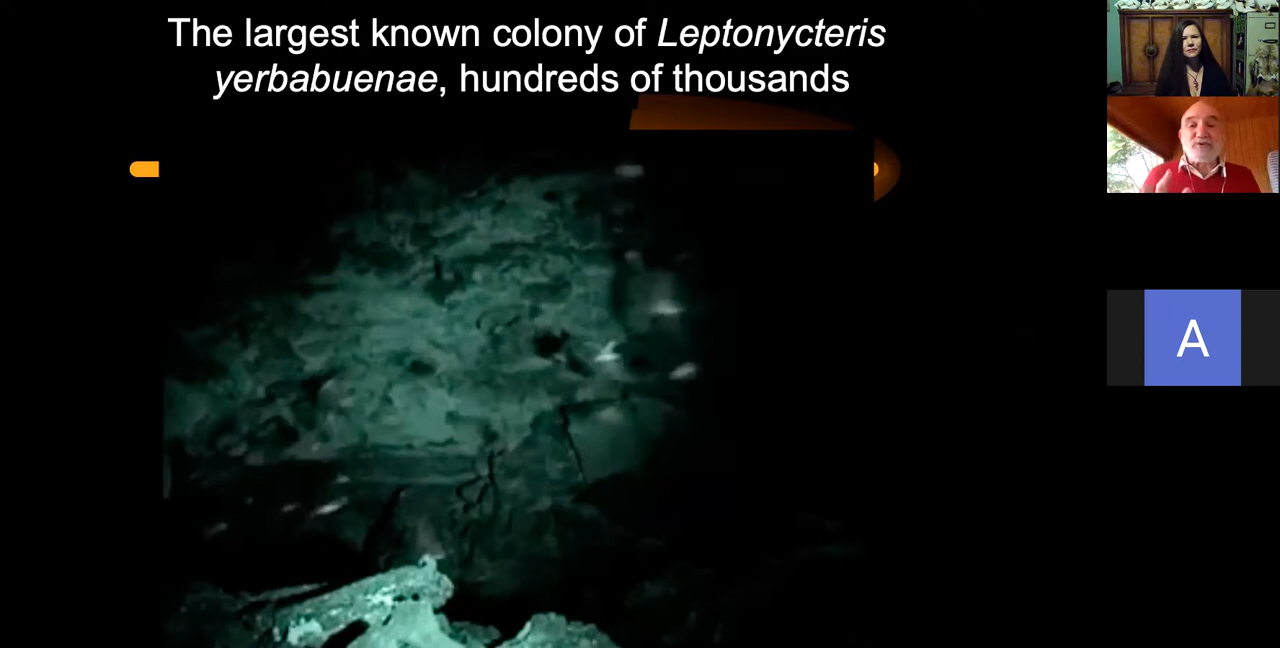 The largest known colony of Leptonycteris
yerbabuenae, hundreds of thousands
A